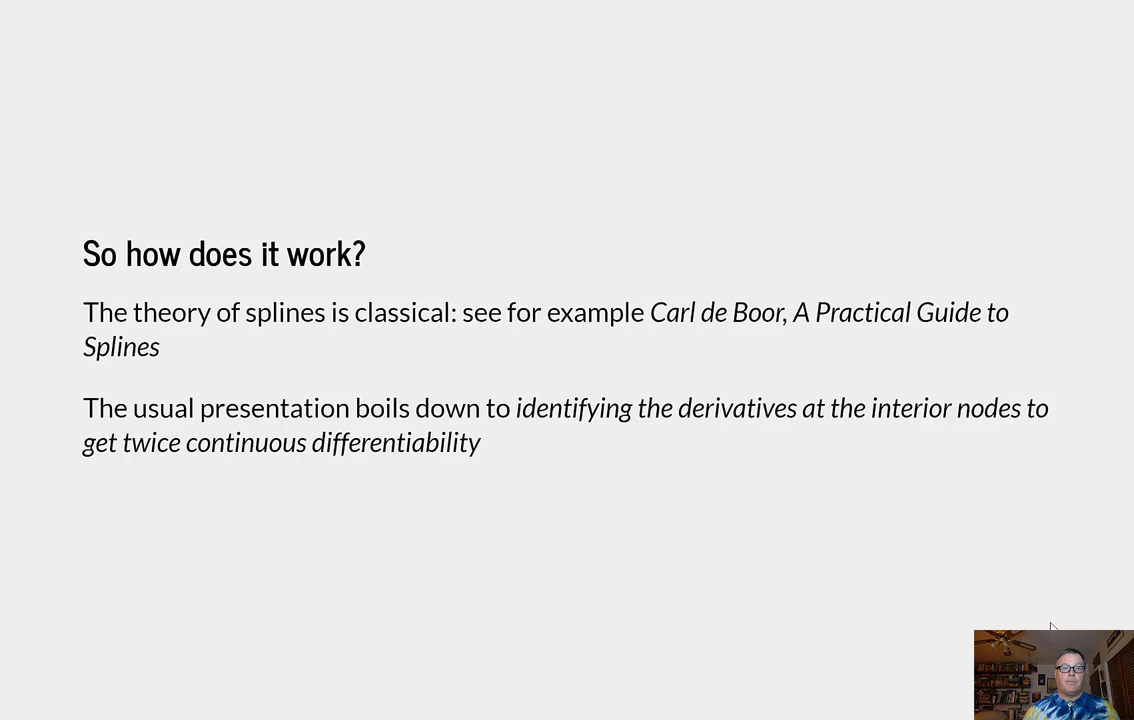 So how does it work?
The theory of splines is classical: see for example Carl de Boor, A Practical Guide to
Splines
The usual presentation boils down to identifying the derivatives at the interior nodes to
get twice continuous differentiability